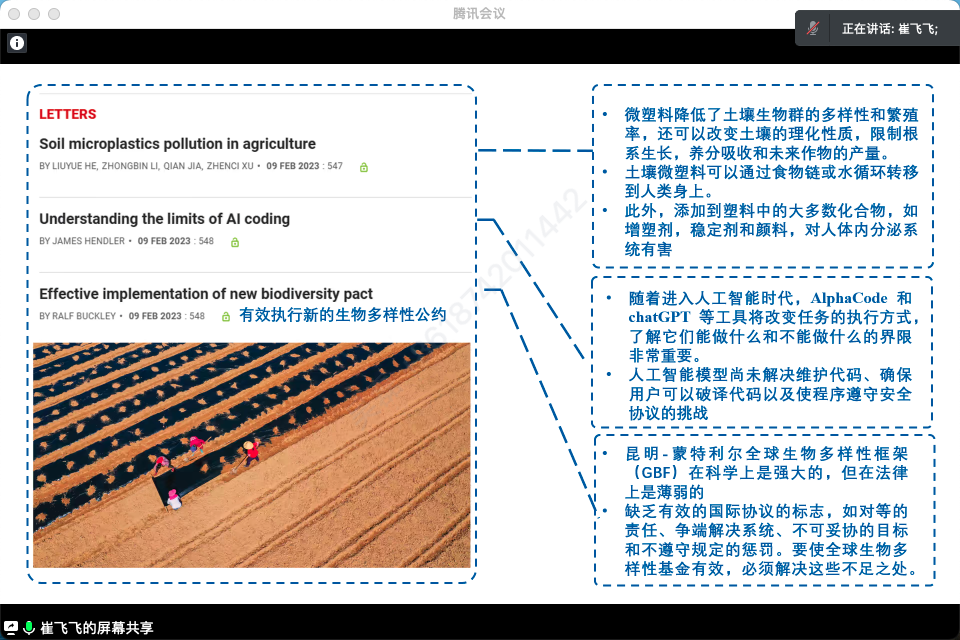 腾讯会议
正在讲话: 崔飞飞;
LETTERS
Soil microplastics pollution in agriculture
BY LIUYUE HE, ZHONGBIN LI, QIAN JIA, ZHENCI XU • 09 FEB 2023 : 547
Understanding the limits of AI coding
BY JAMES HENDLER • 09 FEB 2023 : 548
Effective implementation of new biodiversity pact
BY RALF BUCKLEY • 09 FEB 2023 : 548
有效执行新的生物多样性公约
• 微塑料降低了土壤生物群的多样性和繁殖
率，还可以改变土壤的理化性质，限制根
系生长，养分吸收和未来作物的产量。
• 土壤微塑料可以通过食物链或水循环转移
到人类身上。
• 此外，添加到塑料中的大多数化合物，如
增塑剂，稳定剂和颜料，对人体内分泌系
统有害
• 随着进入人工智能时代，AlphaCode 和
chatGPT 等工具将改变任务的执行方式，
了解它们能做什么和不能做什么的界限
非常重要。
• 人工智能模型尚未解决维护代码、确保
用户可以破译代码以及使程序遵守安全
协议的挑战
• 昆明-蒙特利尔全球生物多样性框架
（GBF）在科学上是强大的，但在法律
上是薄弱的
• 缺乏有效的国际协议的标志，如对等的
责任、争端解决系统、不可妥协的目标
和不遵守规定的惩罚。要使全球生物多
样性基金有效，必须解决这些不足之处。
崔飞飞的屏幕共享